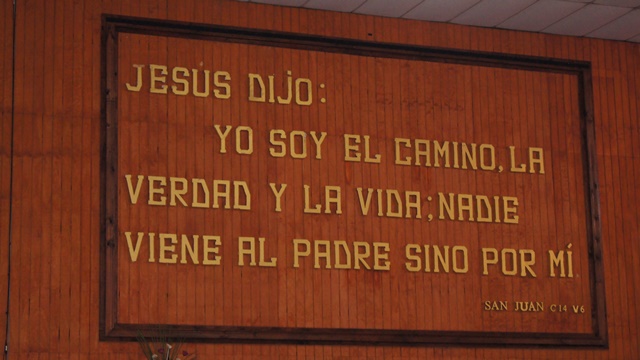 JESÚS DIJO:
YO SOY EL CAMINO, LA
VERDAD Y LA VIDA; NADIE
VIENE AL PADRE SINO POR MÍ
SAN JUAN C14 V6